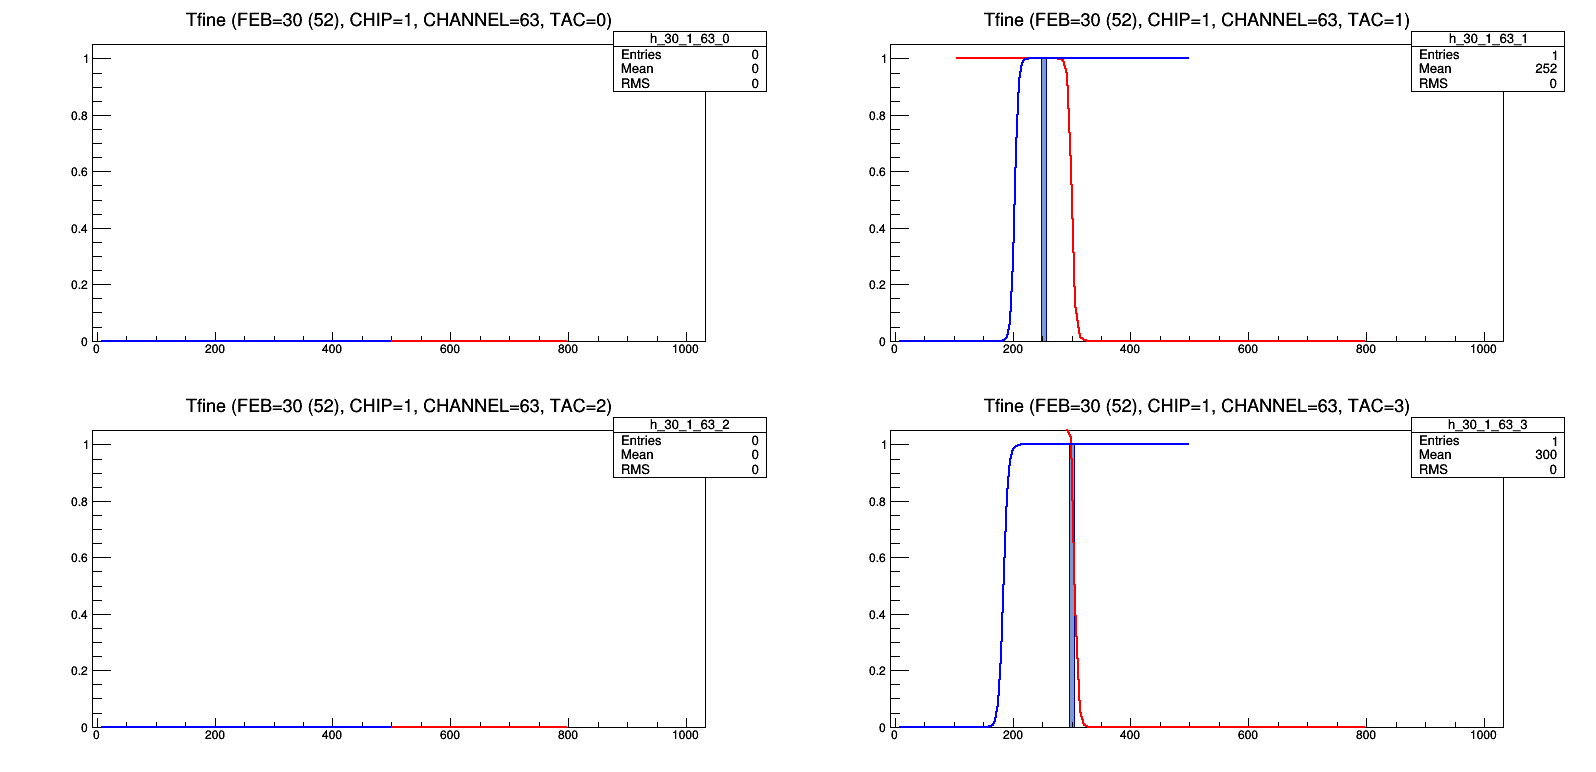 Tfine (FEB=30 (52), CHIP=1, CHANNEL=63, TAC=0)
h_30_1_63_0
Entries 0
Mean 0
RMS 0
1
0.8
0.6
0.4
0.2
0
0 200 400 600 800 1000
Tfine (FEB=30 (52), CHIP=1, CHANNEL=63, TAC=1)
h_30_1_63_1
Entries 1
Mean 252
RMS 0
1
0.8
0.6
0.4
0.2
0
0 200 400 600 800 1000
Tfine (FEB=30 (52), CHIP=1, CHANNEL=63, TAC=2)
h_30_1_63_2
Entries 0
Mean 0
RMS 0
1
0.8
0.6
0.4
0.2
0
0 200 400 600 800 1000
Tfine (FEB=30 (52), CHIP=1, CHANNEL=63, TAC=3)
h_30_1_63_3
Entries 1
Mean 300
RMS 0
1
0.8
0.6
0.4
0.2
0
0 200 400 600 800 1000